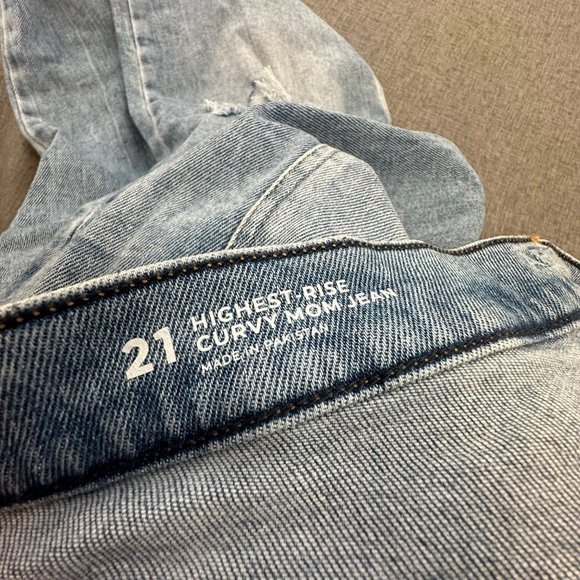 21
HIGHEST-RISE
CURVY MOM JEAN
MADE IN PAKISTAN